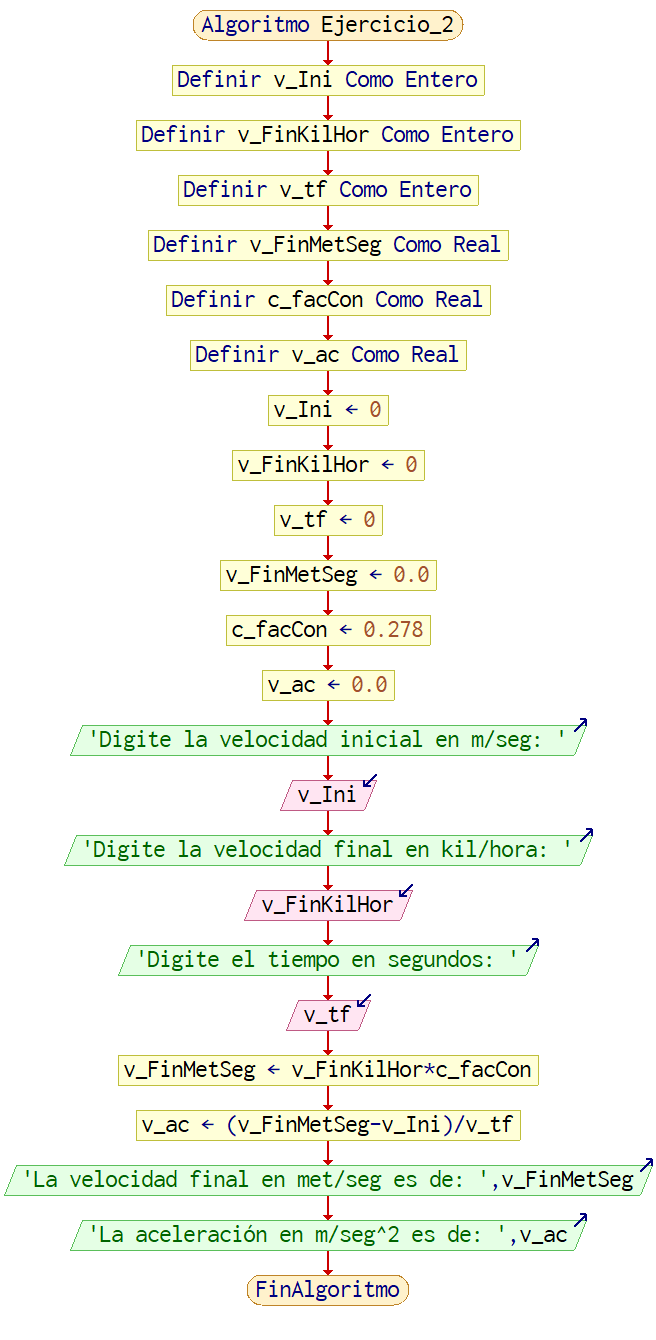 Algoritmo Ejercicio_2
Definir v_Ini Como Entero
Definir v_FinKilHor Como Entero
Definir v_tf Como Entero
Definir v_FinMetSeg Como Real
Definir c_facCon Como Real
Definir v_ac Como Real
v_Ini ← 0
v_FinKilHor ← 0
v_tf ← 0
v_FinMetSeg ← 0.0
c_facCon ← 0.278
v_ac ← 0.0
'Digite la velocidad inicial en m/seg: '
v_Ini
'Digite la velocidad final en kil/hora: '
v_FinKilHor
'Digite el tiempo en segundos: '
v_tf
v_FinMetSeg ← v_FinKilHor*c_facCon
v_ac ← (v_FinMetSeg-v_Ini)/v_tf
'La velocidad final en met/seg es de: ',v_FinMetSeg
'La aceleración en m/seg^2 es de: ',v_ac
FinAlgoritmo